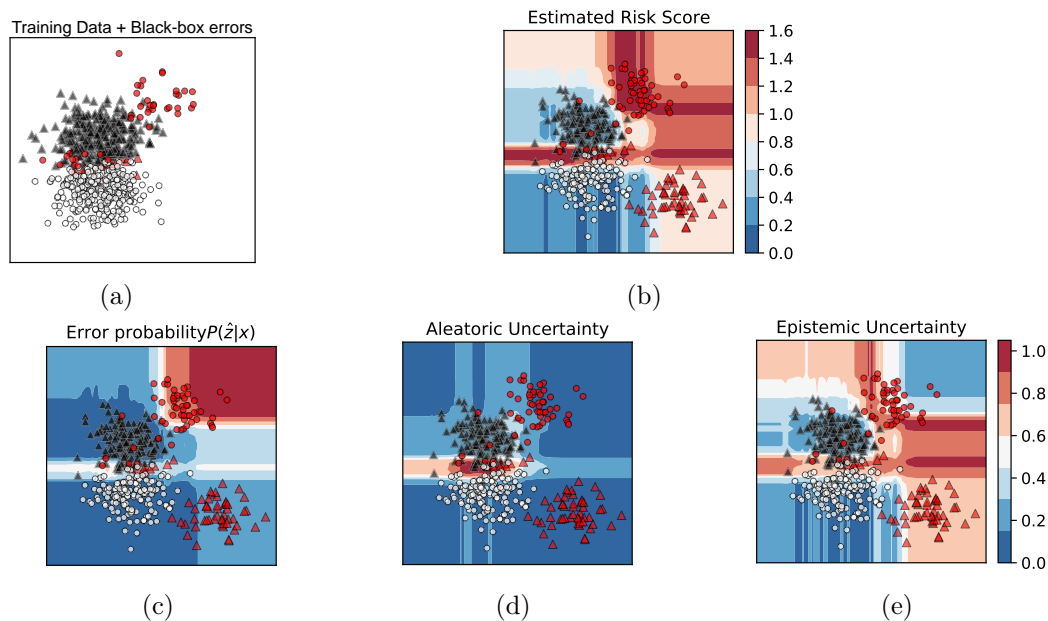 Training Data + Black-box errors
(a)
Estimated Risk Score
1.6
1.4
1.2
1.0
0.8
0.6
0.4
0.2
0.0
(b)
Error probabilityP(ẑ|x)
(c)
Aleatoric Uncertainty
(d)
Epistemic Uncertainty
1.0
0.8
0.6
0.4
0.2
0.0
(e)